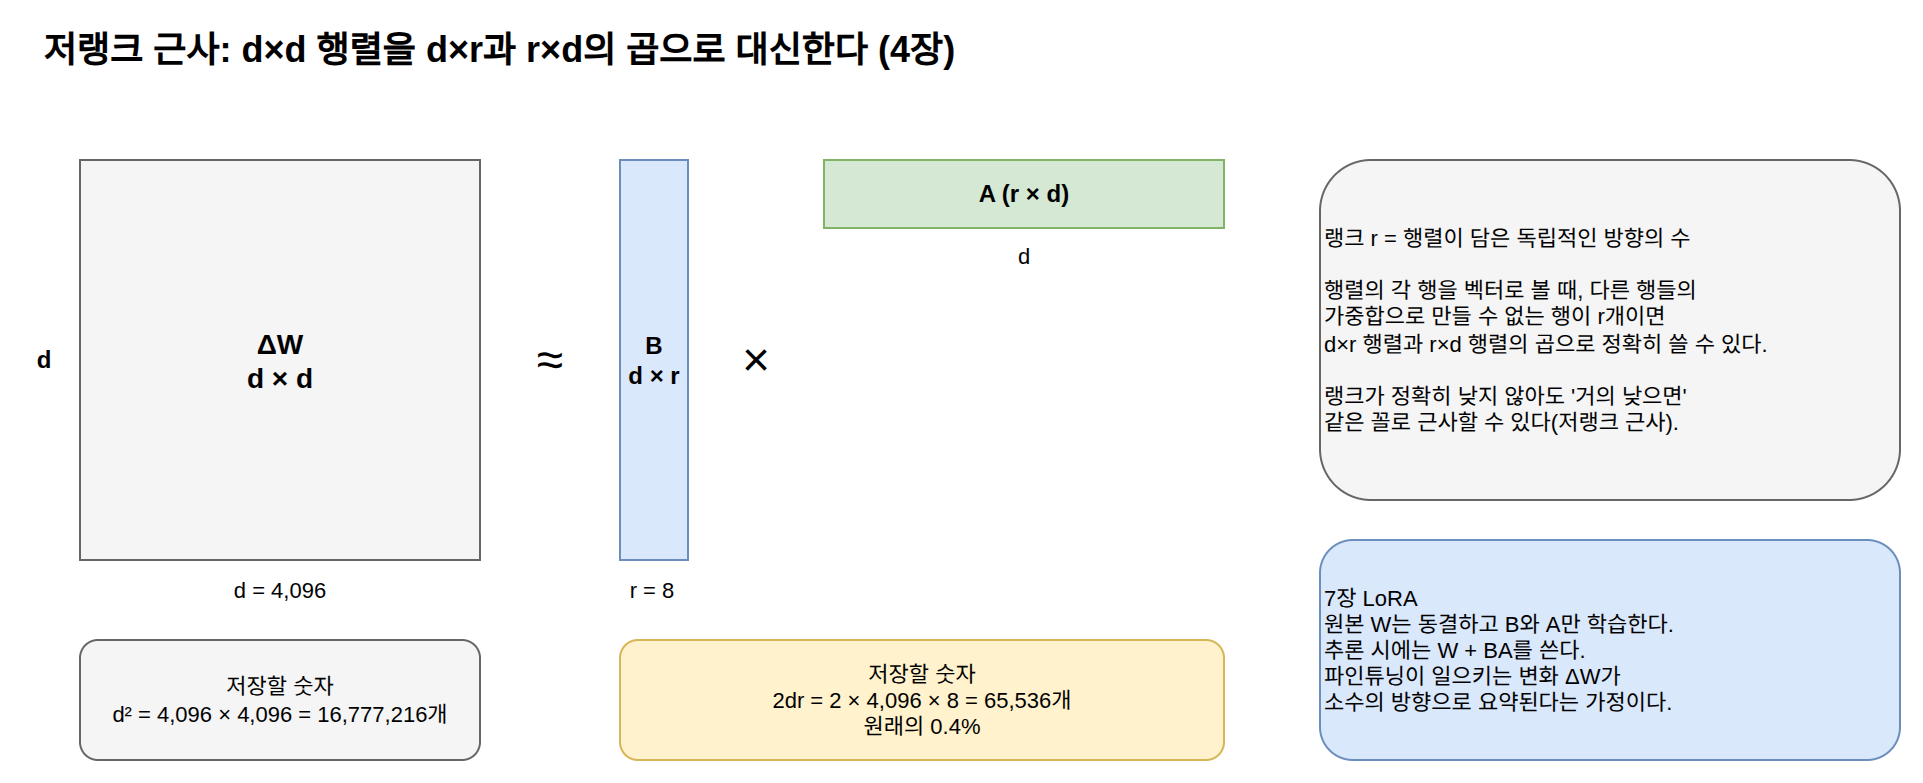 저랭크 근사: d×d 행렬을 d×r과 r×d의 곱으로 대신한다 (4장)
d
ΔW
d × d
d = 4,096
≈
B
d × r
r = 8
×
A (r × d)
d
저장할 숫자
d² = 4,096 × 4,096 = 16,777,216개
저장할 숫자
2dr = 2 × 4,096 × 8 = 65,536개
원래의 0.4%
랭크 r = 행렬이 담은 독립적인 방향의 수
행렬의 각 행을 벡터로 볼 때, 다른 행들의
가중합으로 만들 수 없는 행이 r개이면
d×r 행렬과 r×d 행렬의 곱으로 정확히 쓸 수 있다.
랭크가 정확히 낮지 않아도 '거의 낮으면'
같은 꼴로 근사할 수 있다(저랭크 근사).
7장 LoRA
원본 W는 동결하고 B와 A만 학습한다.
추론 시에는 W + BA를 쓴다.
파인튜닝이 일으키는 변화 ΔW가
소수의 방향으로 요약된다는 가정이다.